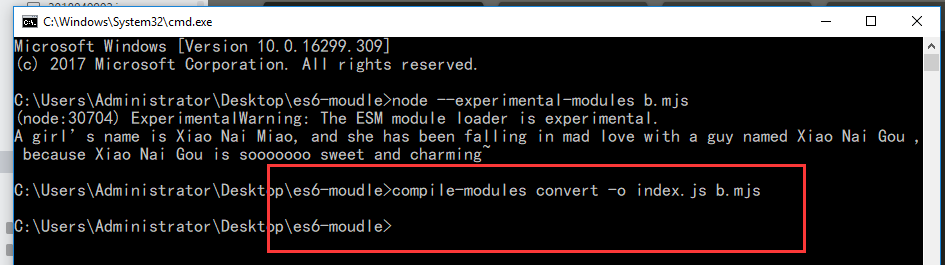 C:\Windows\System32\cmd.exe
Microsoft Windows [Version 10.0.16299.309]
(c) 2017 Microsoft Corporation. All rights reserved.
C:\Users\Administrator\Desktop\es6-moudle>node --experimental-modules b.mjs
(node:30704) ExperimentalWarning: The ESM module loader is experimental.
A girl's name is Xiao Nai Miao, and she has been falling in mad love with a guy named Xiao Nai Gou ,
because Xiao Nai Gou is sooooooo sweet and charming~
C:\Users\Administrator\Desktop\es6-moudle>compile-modules convert -o index.js b.mjs
C:\Users\Administrator\Desktop\es6-moudle>